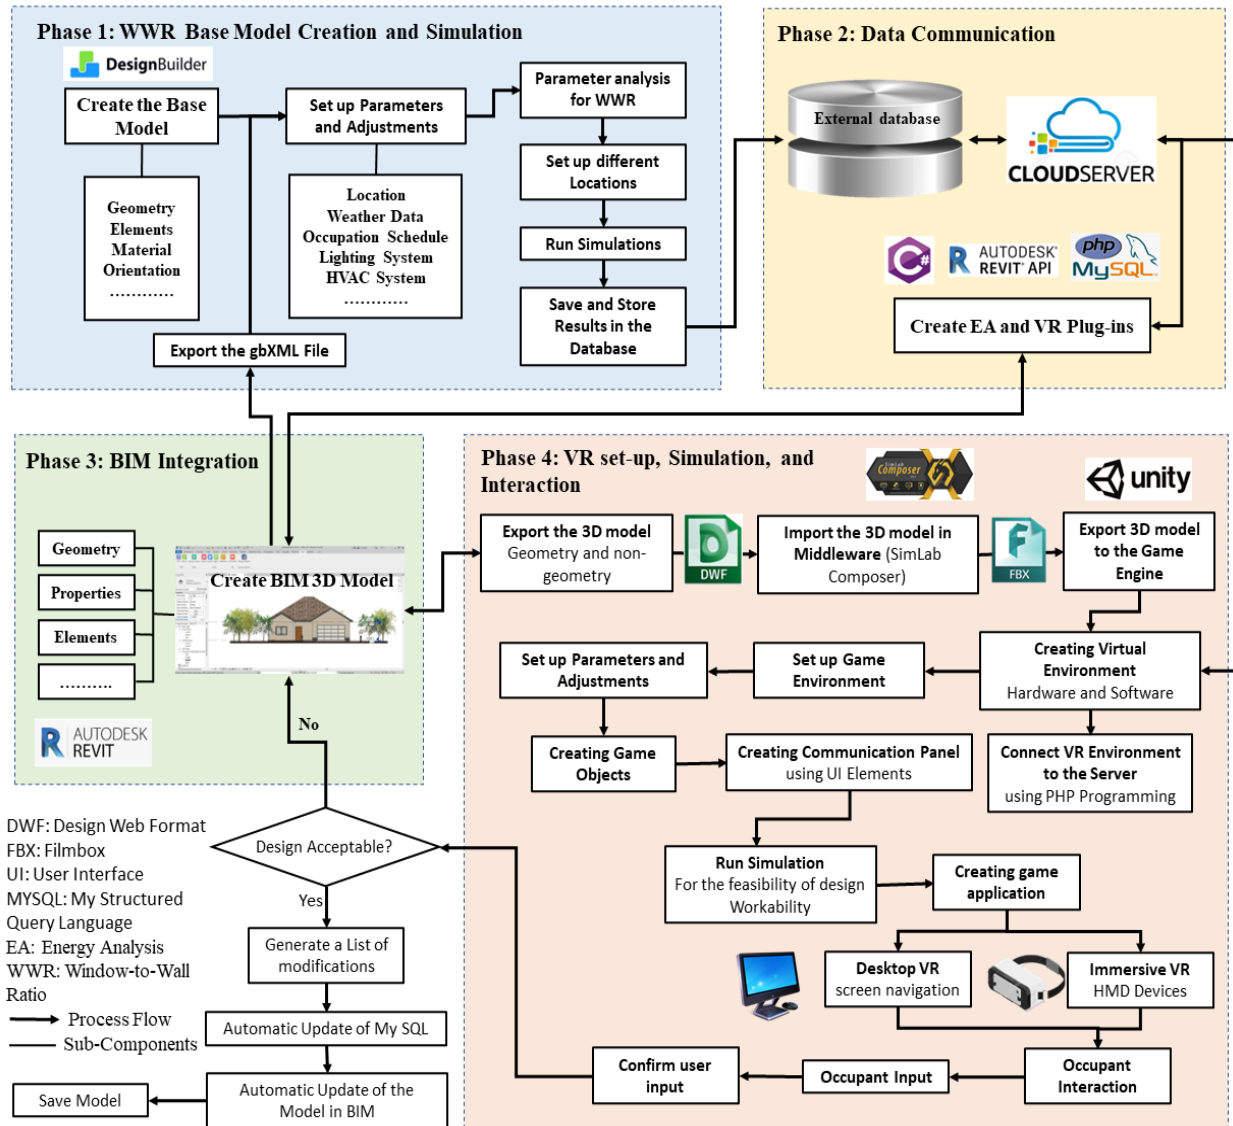 Phase 1: WWR Base Model Creation and Simulation
DesignBuilder
Create the Base
Model
Geometry
Elements
Material
Orientation
............
Set up Parameters
and Adjustments
Location
Weather Data
Occupation Schedule
Lighting System
HVAC System
............
Parameter analysis
for WWR
Set up different
Locations
Run Simulations
Save and Store
Results in the
Database
Export the gbXML File
Phase 2: Data Communication
External database
CLOUDSERVER
C#
AUTODESK®
REVIT® API
php
MySQL
Create EA and VR Plug-ins
Phase 3: BIM Integration
Geometry
Properties
Elements
..........
Create BIM 3D Model
R AUTODESK
REVIT
No
Phase 4: VR set-up, Simulation, and
Interaction
SimLab
Composer
unity
Export the 3D model
Geometry and non-
geometry
D
DWF
Import the 3D model in
Middleware (SimLab
Composer)
F
FBX
Export 3D model
to the Game
Engine
Set up Parameters and
Adjustments
Set up Game
Environment
Creating Virtual
Environment
Hardware and Software
Creating Game
Objects
Creating Communication Panel
using UI Elements
Connect VR Environment
to the Server
using PHP Programming
Run Simulation
For the feasibility of design
Workability
Creating game
application
Desktop VR
screen navigation
Immersive VR
HMD Devices
Confirm user
input
Occupant Input
Occupant
Interaction
Design Acceptable?
Yes
Generate a List of
modifications
Automatic Update of My SQL
Automatic Update of the
Model in BIM
Save Model
DWF: Design Web Format
FBX: Filmbox
UI: User Interface
MYSQL: My Structured
Query Language
EA: Energy Analysis
WWR: Window-to-Wall
Ratio
Process Flow
Sub-Components